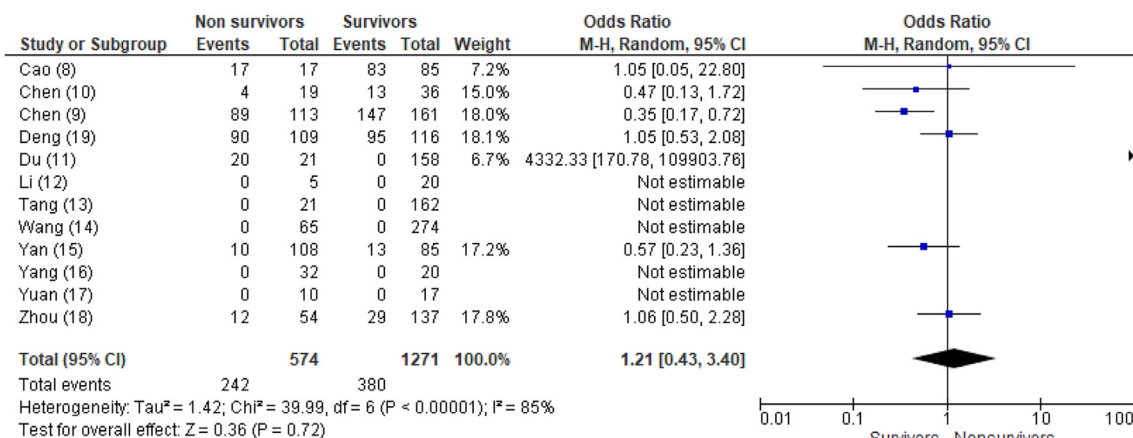 Non survivors Survivors Odds Ratio Odds Ratio
Study or Subgroup Events Total Events Total Weight M-H, Random, 95% CI M-H, Random, 95% CI
Cao (8) 17 17 83 85 7.2% 1.05 [0.05, 22.80]
Chen (10) 4 19 13 36 15.0% 0.47 [0.13, 1.72]
Chen (9) 89 113 147 161 18.0% 0.35 [0.17, 0.72]
Deng (19) 90 109 95 116 18.1% 1.05 [0.53, 2.08]
Du (11) 20 21 0 158 6.7% 4332.33 [170.78, 109903.76]
Li (12) 0 5 0 20 Not estimable
Tang (13) 0 21 0 162 Not estimable
Wang (14) 0 65 0 274 Not estimable
Yan (15) 10 108 13 85 17.2% 0.57 [0.23, 1.36]
Yang (16) 0 32 0 20 Not estimable
Yuan (17) 0 10 0 17 Not estimable
Zhou (18) 12 54 29 137 17.8% 1.06 [0.50, 2.28]
Total (95% CI) 574 1271 100.0% 1.21 [0.43, 3.40]
Total events 242 380
Heterogeneity: Tau² = 1.42; Chi² = 39.99, df = 6 (P < 0.00001); I² = 85%
Test for overall effect: Z = 0.36 (P = 0.72)
0.01 0.1 1 10 100
Survivors Nonsurvivors